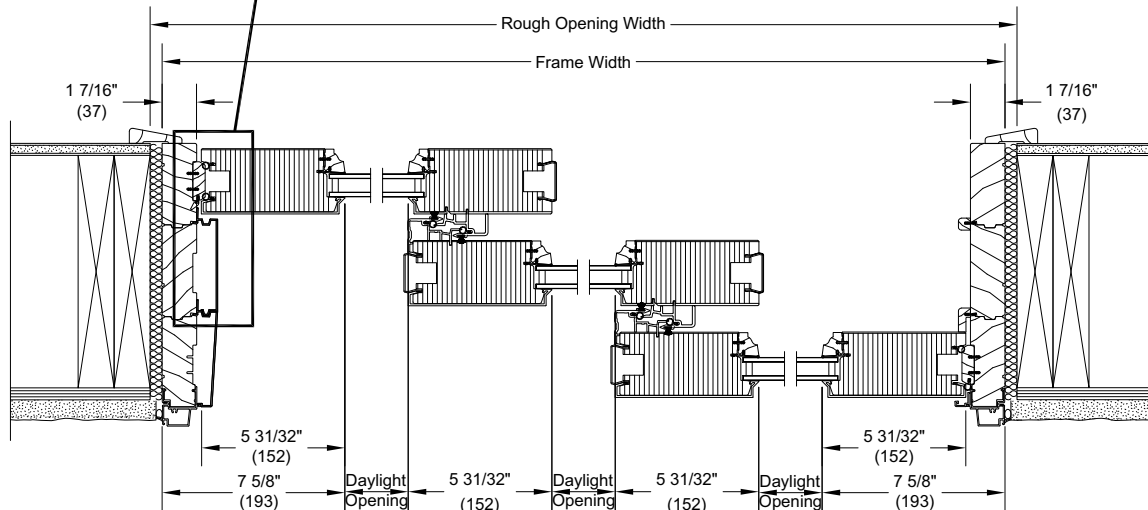 Rough Opening Width
Frame Width
1 7/16"
(37)
1 7/16"
(37)
5 31/32"
(152)
5 31/32"
(152)
7 5/8"
(193)
Daylight
Opening
5 31/32"
(152)
Daylight
Opening
5 31/32"
(152)
Daylight
Opening
7 5/8"
(193)